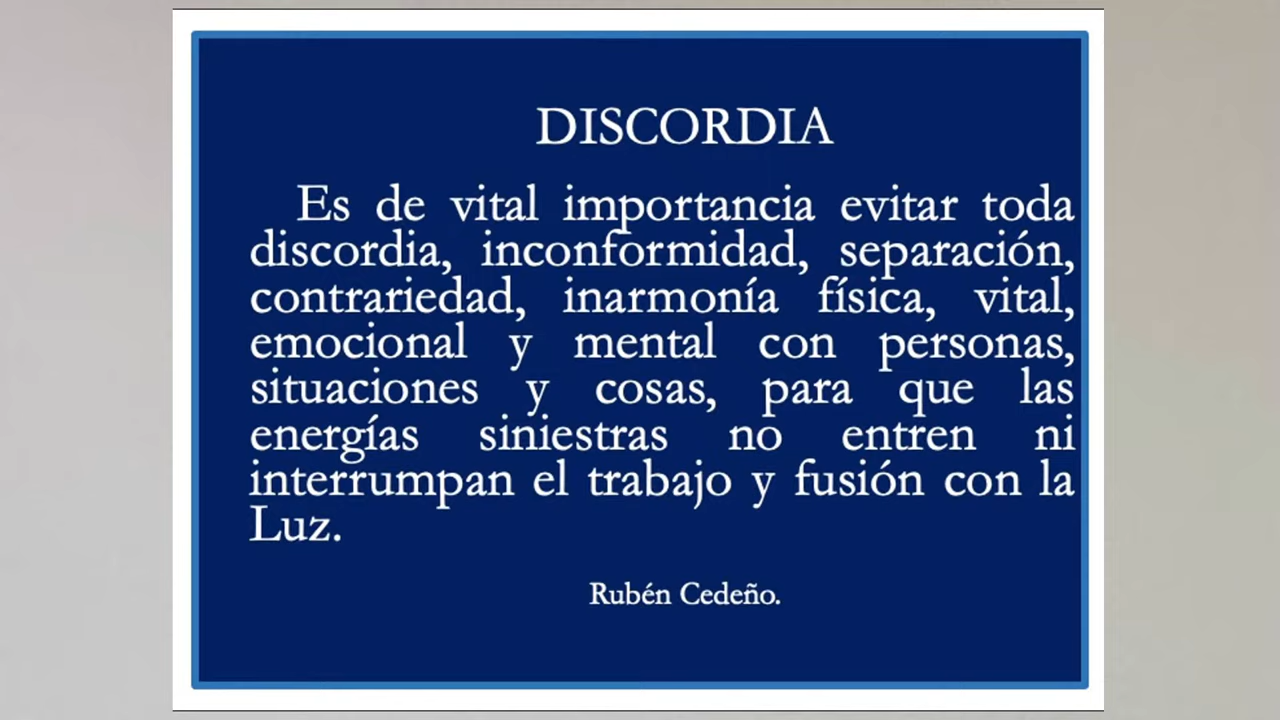 DISCORDIA
Es de vital importancia evitar toda
discordia, inconformidad, separación,
contrariedad, inarmonía física, vital,
emocional y mental con personas,
situaciones y cosas, para que las
energías siniestras no entren ni
interrumpan el trabajo y fusión con la
Luz.
Rubén Cedeño.